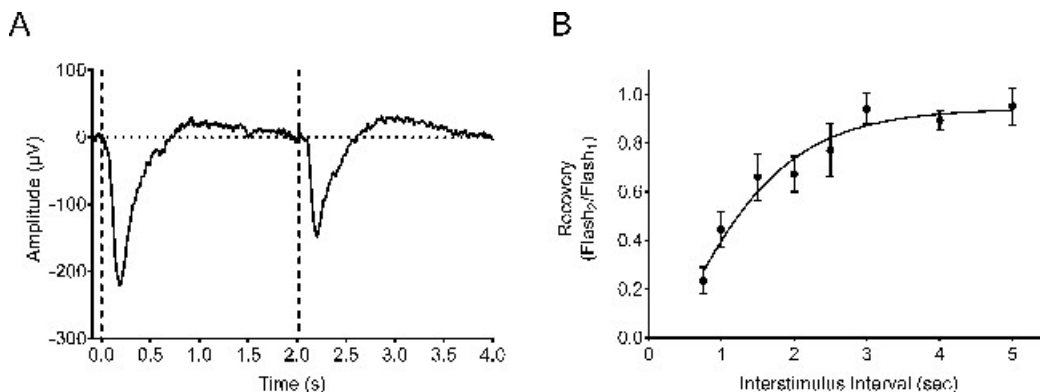 A
B
100
0
-100
-200
-300
Amplitude (µV)
0.0 0.5 1.0 1.5 2.0 2.5 3.0 3.5 4.0
Time (s)
1.0
0.8
0.6
0.4
0.2
0.0
Recovery
(Flash2/Flash1)
0 1 2 3 4 5
Interstimulus Interval (sec)